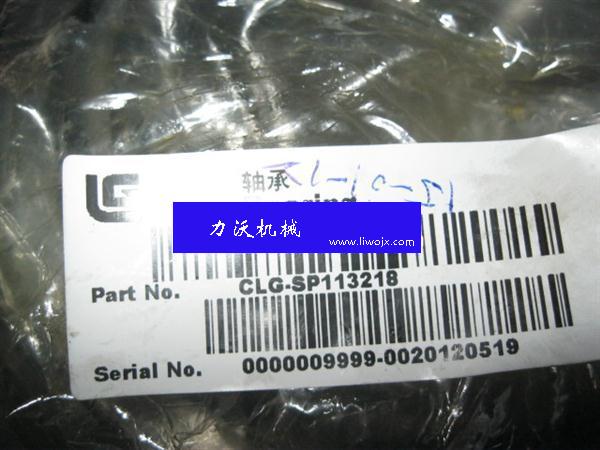 轴承
力沃机械
www.liwojx.com
Part No.
CLG-SP113218
Serial No.
0000009999-0020120519